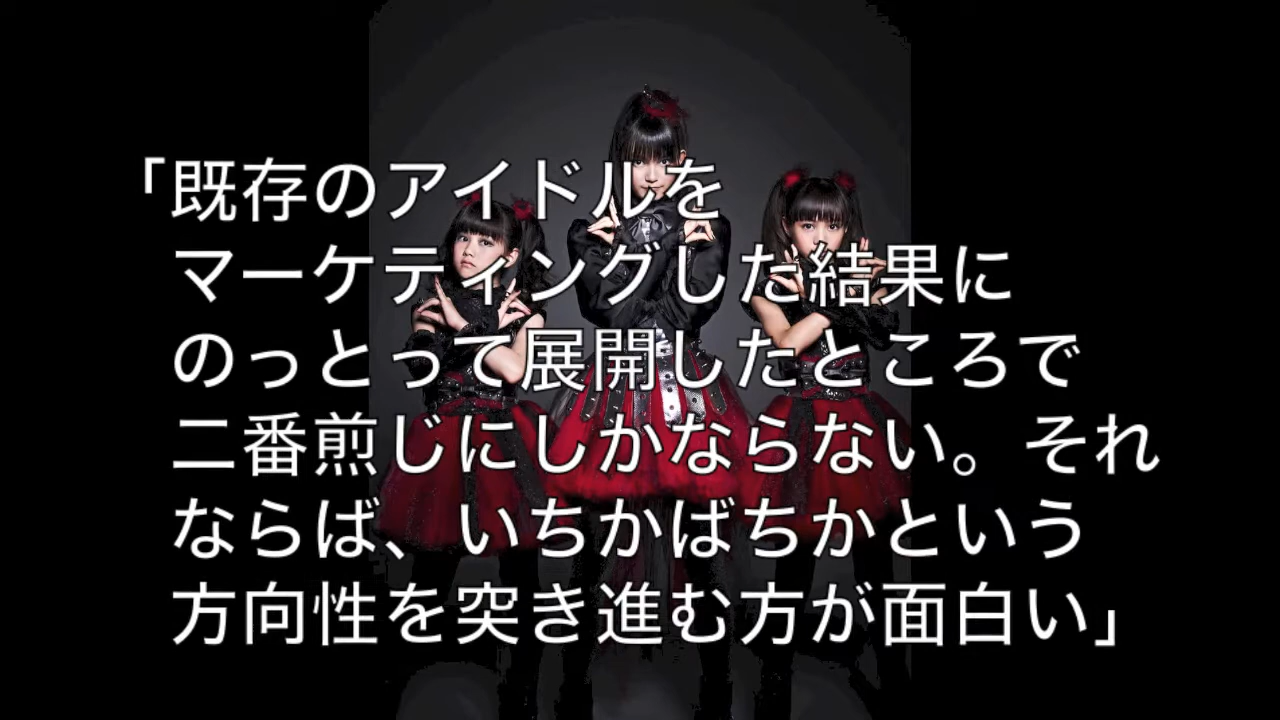 「既存のアイドルを
マーケティングした結果に
のっとって展開したところで
二番煎じにしかならない。それ
ならば、いちかばちかという
方向性を突き進む方が面白い」